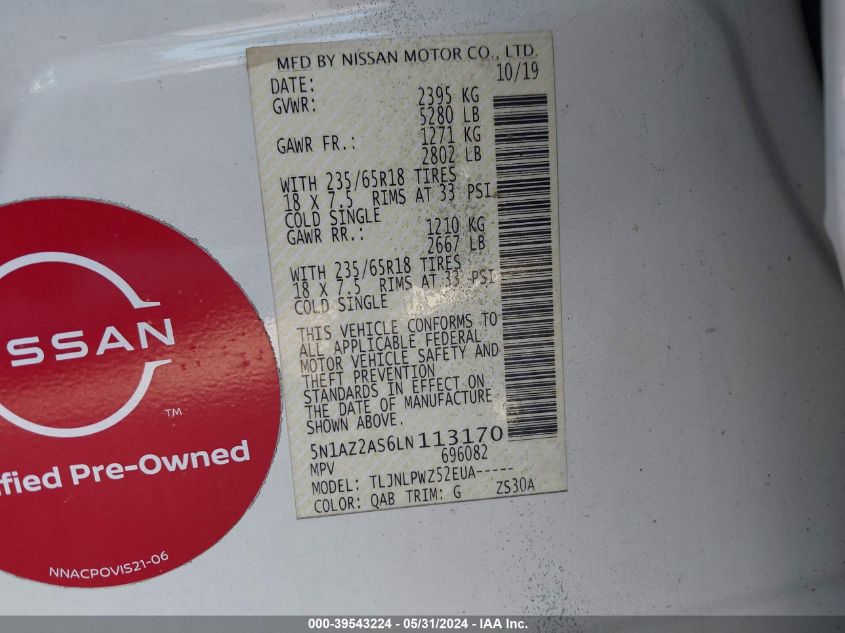 MFD BY NISSAN MOTOR CO., LTD.
DATE: 10/19
GVWR: 2395 KG
5280 LB
GAWR FR.: 1271 KG
2802 LB
WITH 235/65R18 TIRES
18 X 7.5 RIMS AT 33 PSI
COLD SINGLE
GAWR RR.: 1210 KG
2667 LB
WITH 235/65R18 TIRES
18 X 7.5 RIMS AT 33 PSI
COLD SINGLE
THIS VEHICLE CONFORMS TO
ALL APPLICABLE FEDERAL
MOTOR VEHICLE SAFETY AND
THEFT PREVENTION
STANDARDS IN EFFECT ON
THE DATE OF MANUFACTURE
SHOWN ABOVE.
5N1AZ2AS6LN113170
MPV 696082
MODEL: TLJNLPWZ52EUA-----
COLOR: QAB TRIM: G ZS30A
ISSAN
TM
ified Pre-Owned
NNACPOVIS21-06
000-39543224 - 05/31/2024 - IAA Inc.